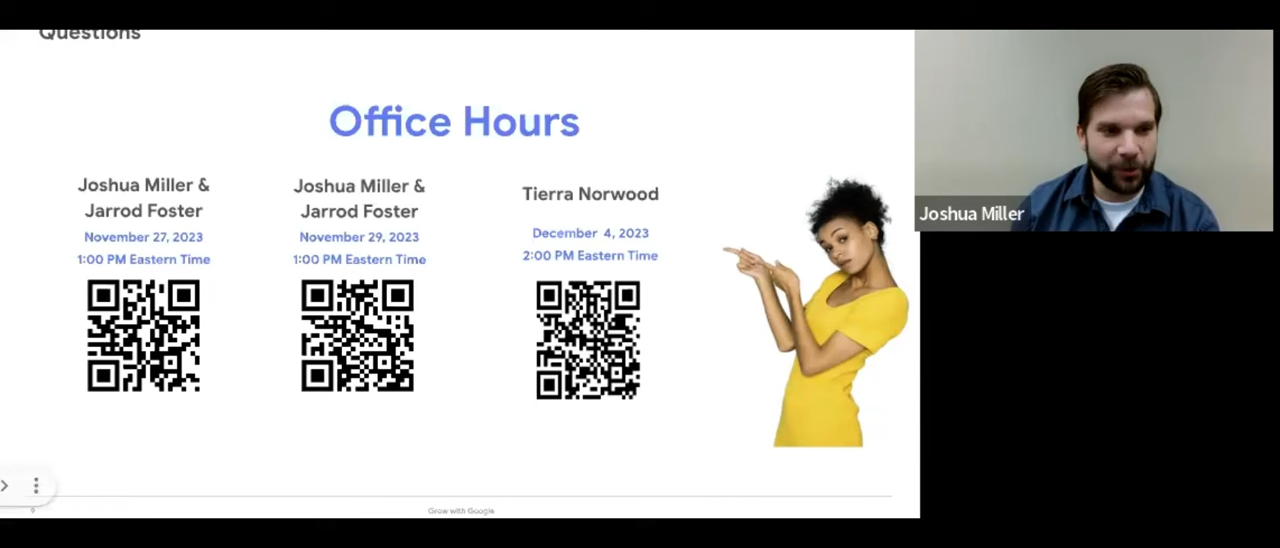 Questions
Office Hours
Joshua Miller &
Jarrod Foster
November 27, 2023
1:00 PM Eastern Time
Joshua Miller &
Jarrod Foster
November 29, 2023
1:00 PM Eastern Time
Tierra Norwood
December 4, 2023
2:00 PM Eastern Time
Joshua Miller
9
Grow with Google